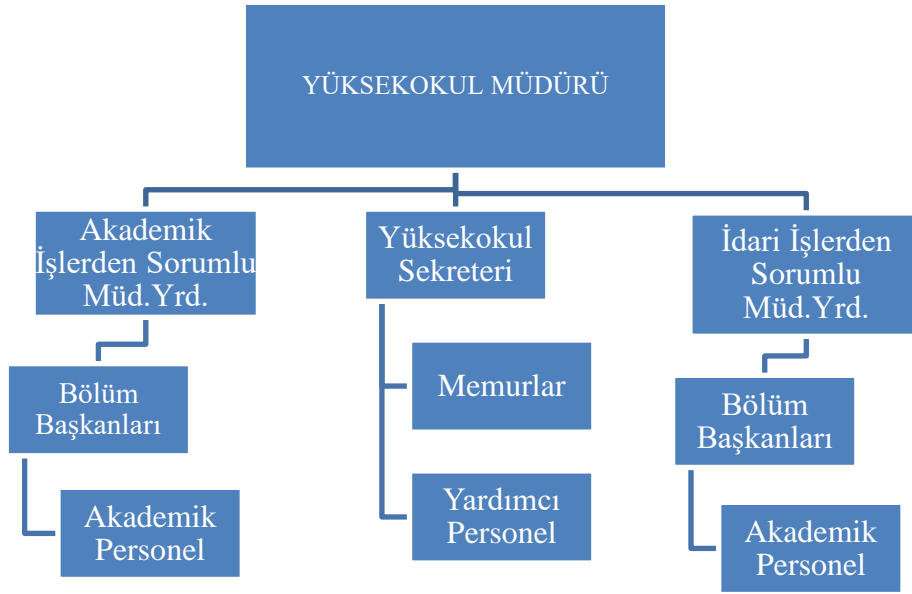 YÜKSEKOKUL MÜDÜRÜ
Akademik
İşlerden Sorumlu
Müd.Yrd.
Bölüm
Başkanları
Akademik
Personel
Yüksekokul
Sekreteri
Memurlar
Yardımcı
Personel
İdari İşlerden
Sorumlu
Müd.Yrd.
Bölüm
Başkanları
Akademik
Personel